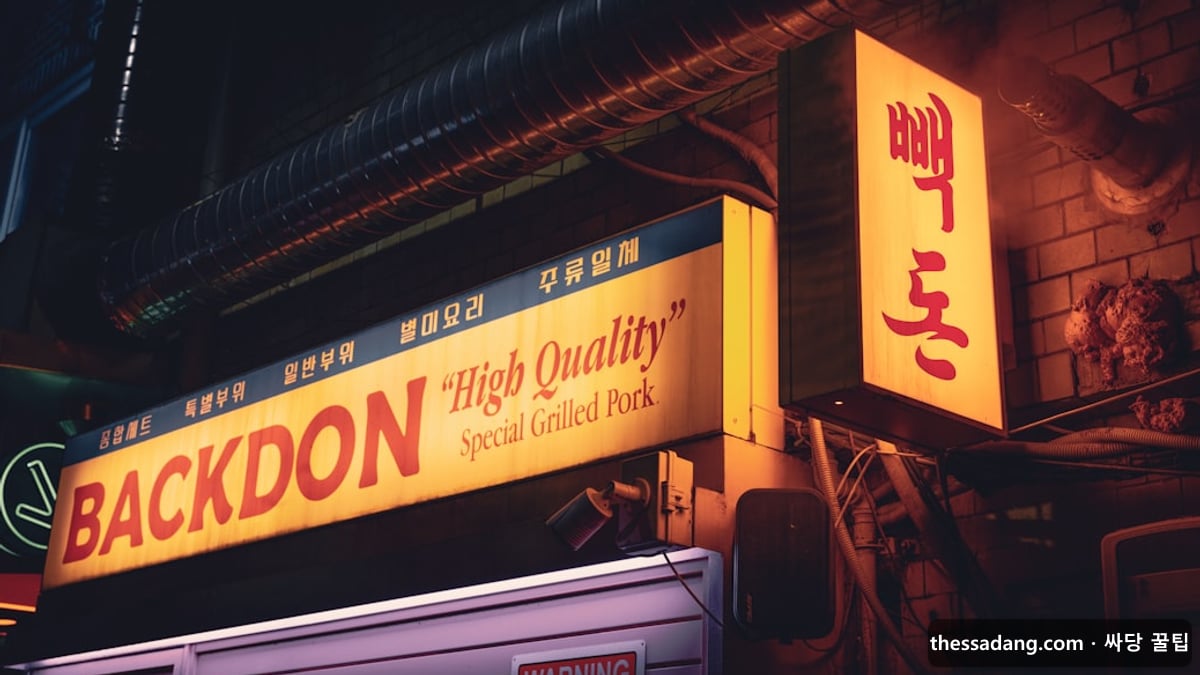 종합세트 특별부위 일반부위 별미요리 주류일체
BACKDON
“High Quality”
Special Grilled Pork.
빽돈
WARNING
thessadang.com · 싸당 꿀팁